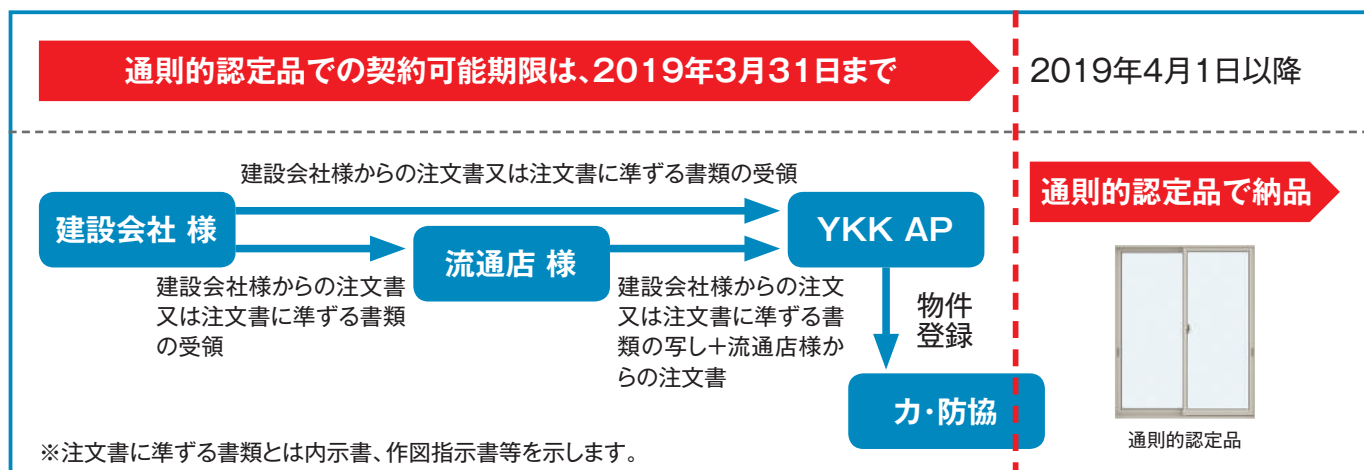 通則的認定品での契約可能期限は、2019年3月31日まで
2019年4月1日以降
建設会社様からの注文書又は注文書に準ずる書類の受領
建設会社 様
流通店 様
YKK AP
通則的認定品で納品
建設会社様からの注文書
又は注文書に準ずる書類
の受領
建設会社様からの注文
又は注文書に準ずる書
類の写し＋流通店様か
らの注文書
物件
登録
カ・防協
通則的認定品
※注文書に準ずる書類とは内示書、作図指示書等を示します。